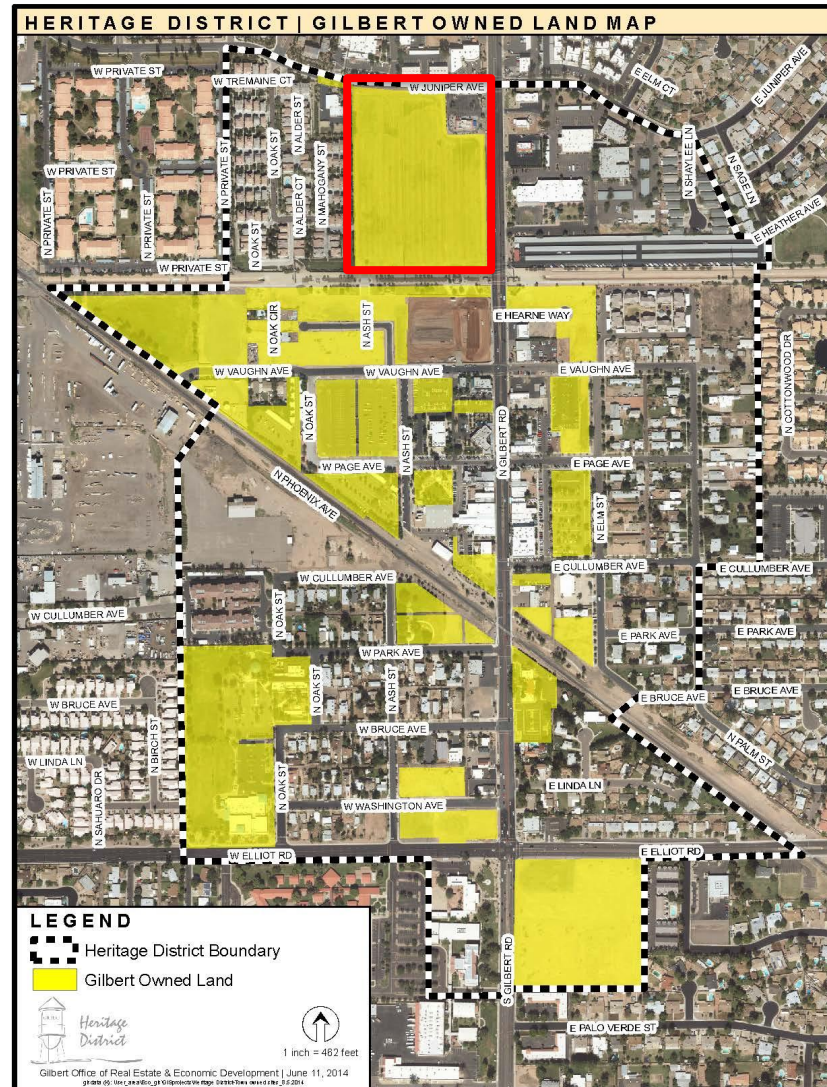 HERITAGE DISTRICT | GILBERT OWNED LAND MAP
W PRIVATE ST
W TREMAINE CT
W JUNIPER AVE
E ELM CT
E JUNIPER AVE
N ALDER ST
N OAK ST
N PRIVATE ST
W PRIVATE ST
N MAHOGANY ST
N SHAYLEE LN
N SAGE LN
N PRIVATE ST
N PRIVATE ST
N ALDER CT
N OAK ST
E HEATHER AVE
W PRIVATE ST
N OAK CIR
N ASH ST
E HEARNE WAY
N COTTONWOOD DR
W VAUGHN AVE
W VAUGHN AVE
E VAUGHN AVE
N OAK ST
N ASH ST
N GILBERT RD
W PAGE AVE
E PAGE AVE
N PHOENIX AVE
N ELM ST
W CULLUMBER AVE
E CULLUMBER AVE
E CULLUMBER AVE
W CULLUMBER AVE
N OAK ST
E PARK AVE
E PARK AVE
W PARK AVE
N OAK ST
N ASH ST
E BRUCE AVE
E BRUCE AVE
W BRUCE AVE
W BRUCE AVE
N BIRCH ST
N PALM ST
W LINDA LN
N OAK ST
E LINDA LN
N SAHUARO DR
W WASHINGTON AVE
W ELLIOT RD
E ELLIOT RD
S GILBERT RD
E PALO VERDE ST
LEGEND
Heritage District Boundary
Gilbert Owned Land
Heritage
District
1 inch = 462 feet
Gilbert Office of Real Estate & Economic Development | June 11, 2014